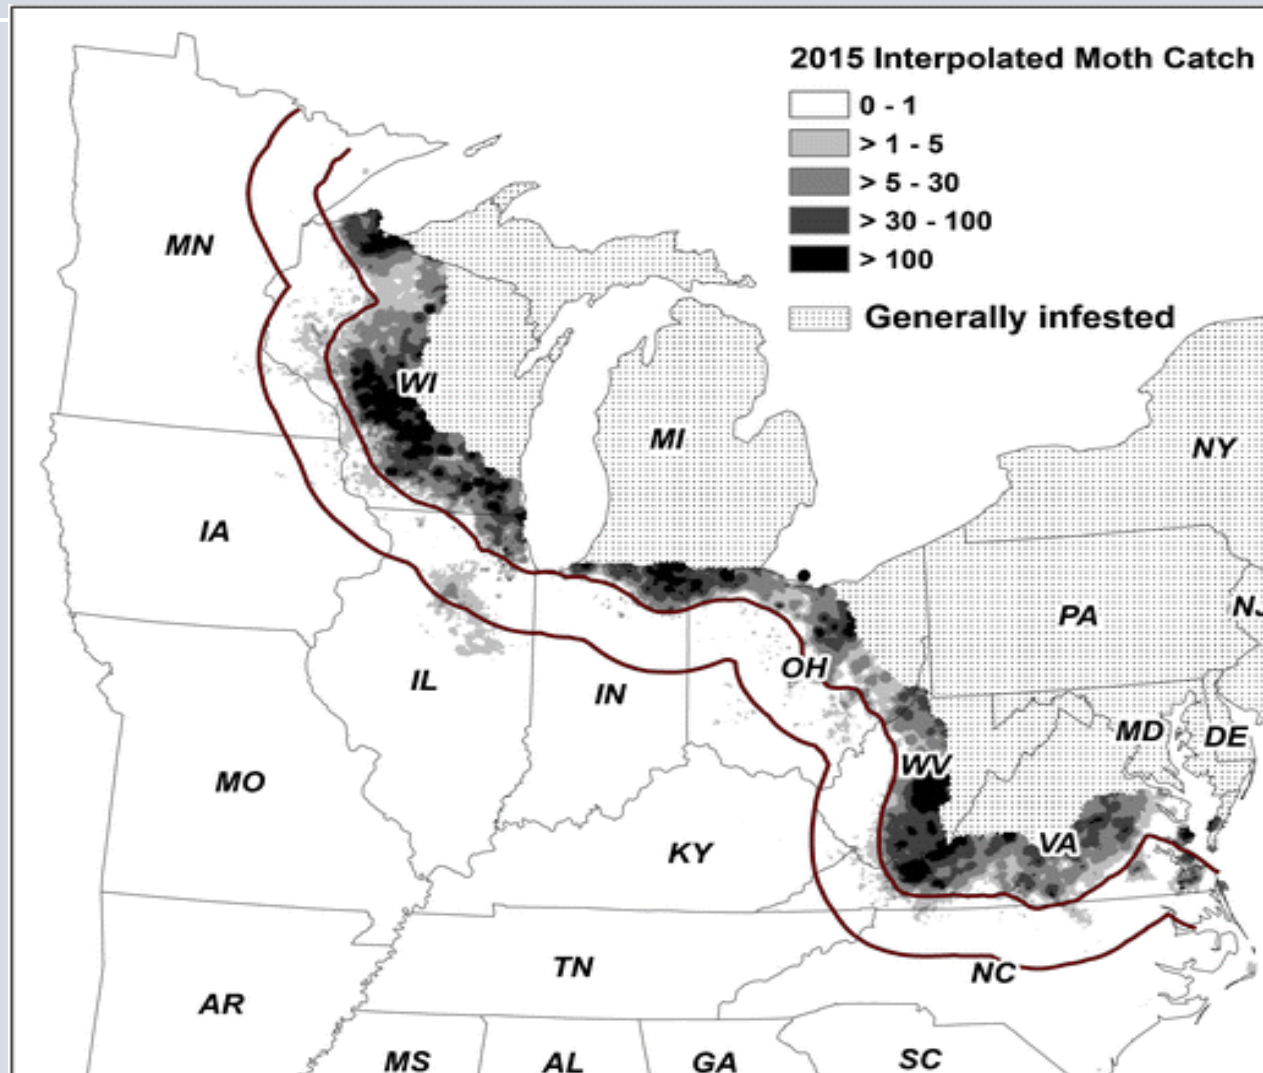 2015 Interpolated Moth Catch
0 - 1
> 1 - 5
> 5 - 30
> 30 - 100
> 100
Generally infested
MN
WI
MI
NY
IA
PA
NJ
IL
IN
OH
MD
DE
WV
MO
KY
VA
TN
NC
AR
MS
AL
GA
SC